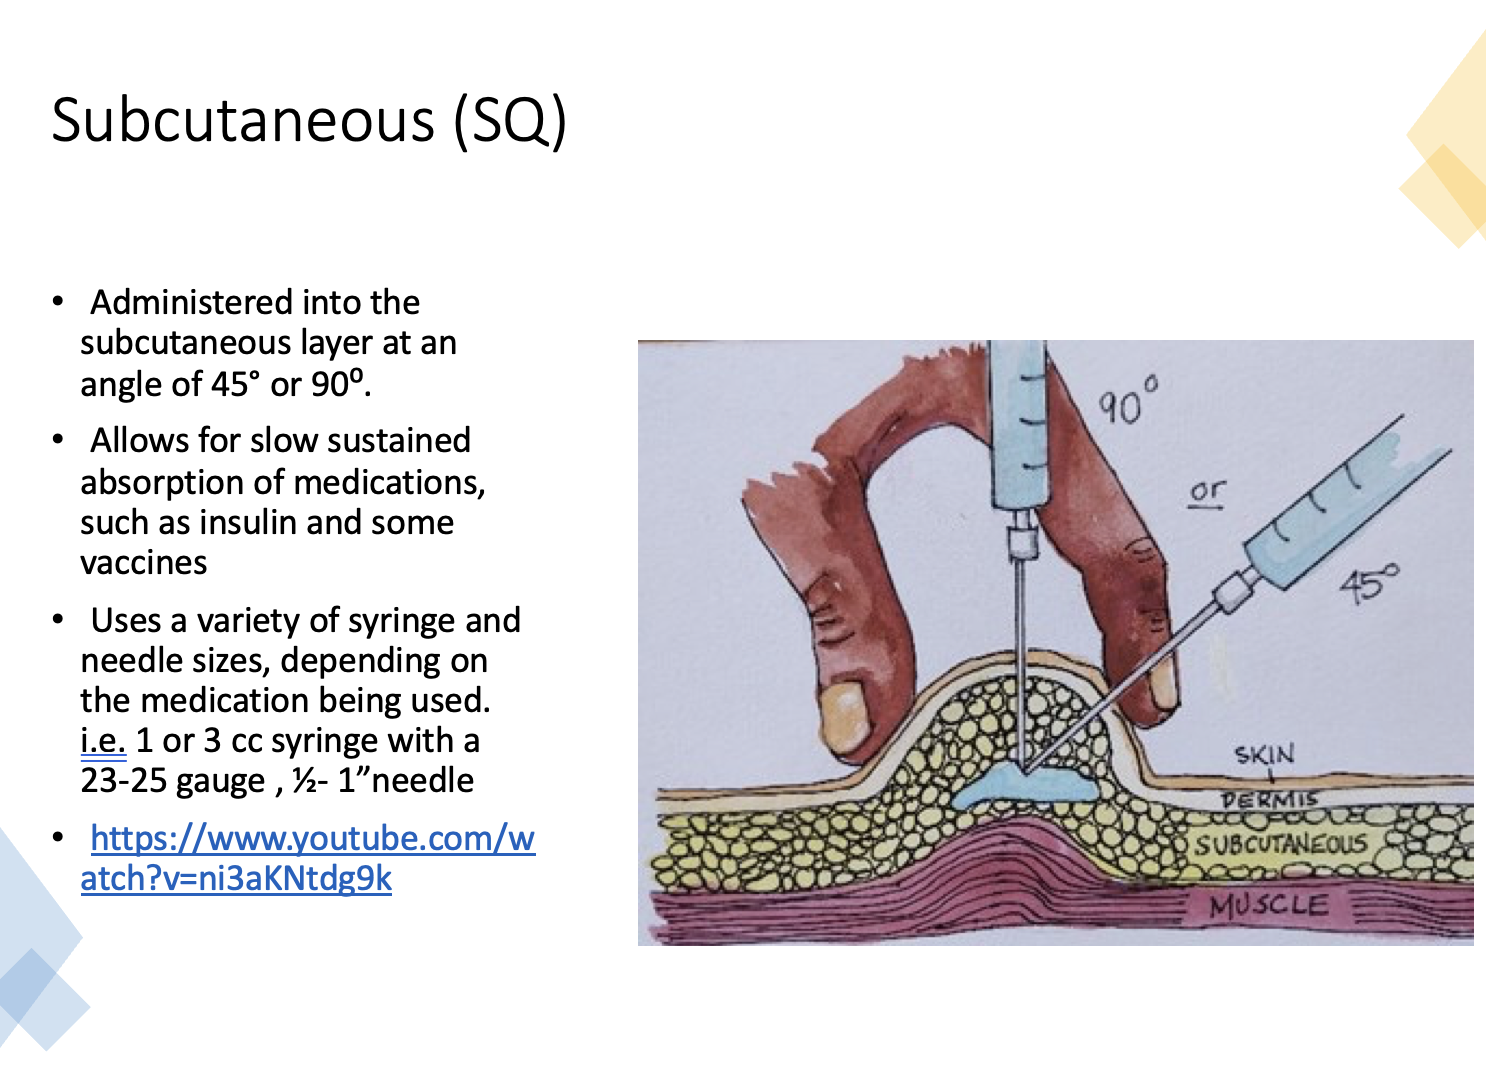 Subcutaneous (SQ)
• Administered into the
subcutaneous layer at an
angle of 45° or 90⁰.
• Allows for slow sustained
absorption of medications,
such as insulin and some
vaccines
• Uses a variety of syringe and
needle sizes, depending on
the medication being used.
i.e. 1 or 3 cc syringe with a
23-25 gauge , ½- 1”needle
• https://www.youtube.com/w
atch?v=ni3aKNtdg9k
90°
or
45°
SKIN
DERMIS
SUBCUTANEOUS
MUSCLE